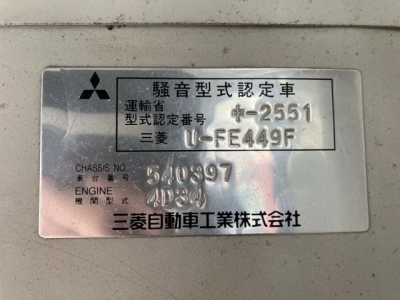 騒音型式認定車
運輸省
型式認定番号 キ-2551
三菱 U-FE449F
CHASSIS NO
車台番号 540397
ENGINE
機関型式 4D34
三菱自動車工業株式会社